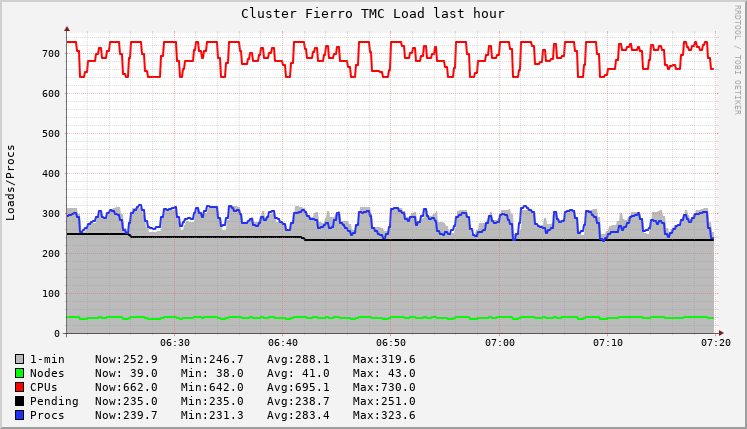 Cluster Fierro TMC Load last hour
RRDTOOL / TOBI OETIKER
Loads/Procs
700
600
500
400
300
200
100
0
06:30 06:40 06:50 07:00 07:10 07:20
1-min Now:252.9 Min:246.7 Avg:288.1 Max:319.6
Nodes Now: 39.0 Min: 38.0 Avg: 41.0 Max: 43.0
CPUs Now:662.0 Min:642.0 Avg:695.1 Max:730.0
Pending Now:235.0 Min:235.0 Avg:238.7 Max:251.0
Procs Now:239.7 Min:231.3 Avg:283.4 Max:323.6